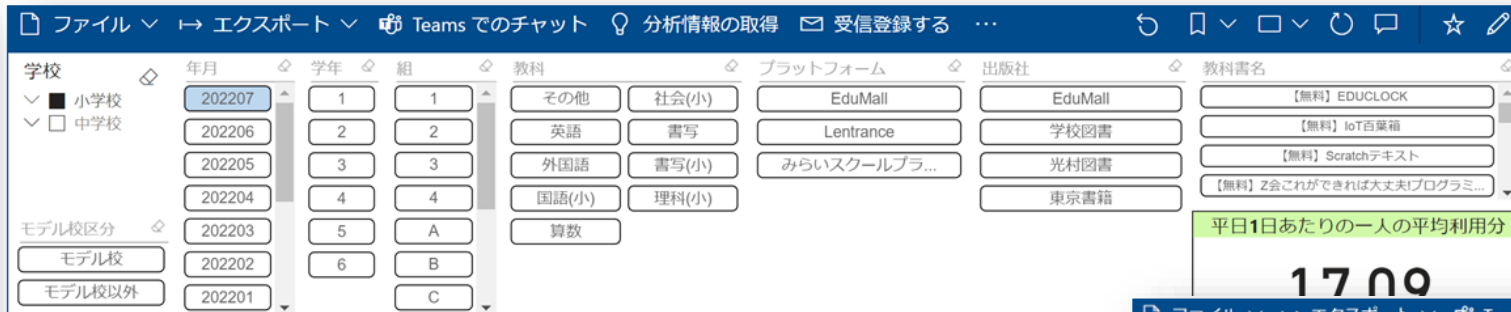 ファイル エクスポート Teams でのチャット 分析情報の取得 受信登録する ...
学校
小学校
中学校
モデル校区分
モデル校
モデル校以外
年月
202207
202206
202205
202204
202203
202202
202201
学年
1
2
3
4
5
6
組
1
2
3
4
A
B
C
教科
その他 社会(小)
英語 書写
外国語 書写(小)
国語(小) 理科(小)
算数
プラットフォーム
EduMall
Lentrance
みらいスクールプラ...
出版社
EduMall
学校図書
光村図書
東京書籍
教科書名
【無料】EDUCLOCK
【無料】IoT百葉箱
【無料】Scratchテキスト
【無料】Z会これができれば大丈夫!プログラミ...
平日1日あたりの一人の平均利用分
17.09
ファイル エクスポート